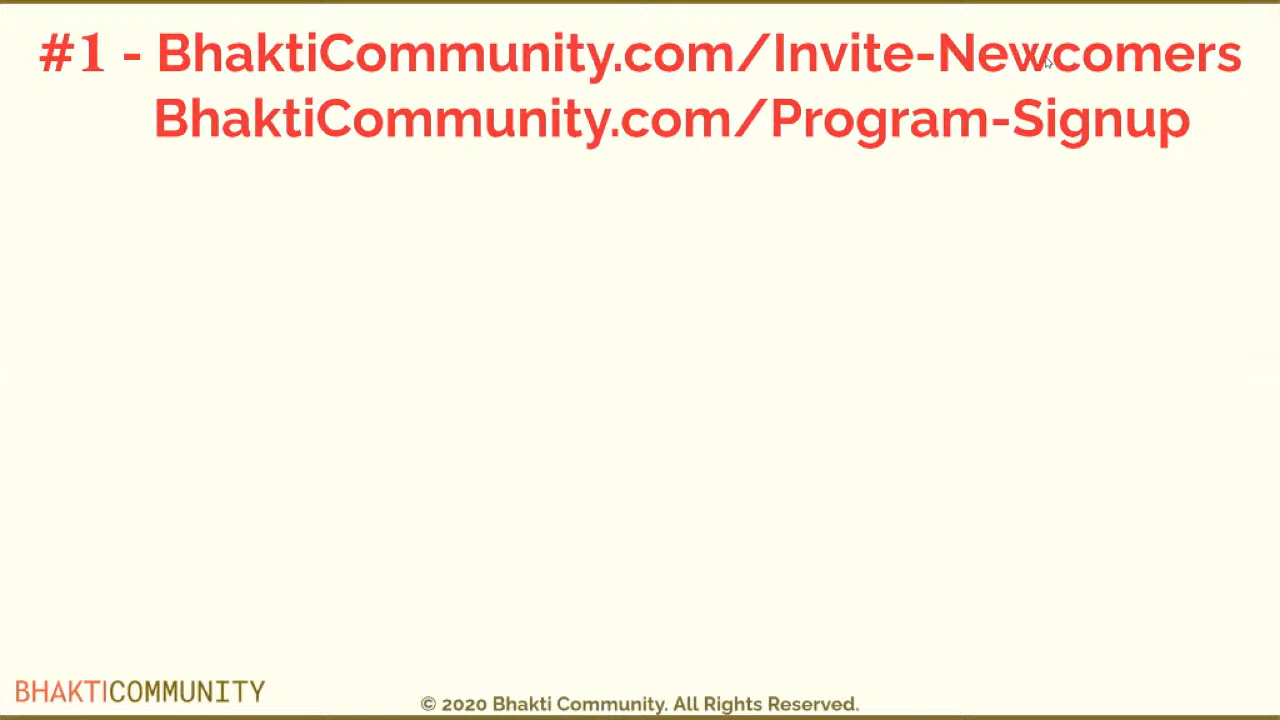 #1 - BhaktiCommunity.com/Invite-Newcomers
BhaktiCommunity.com/Program-Signup
BHAKTICOMMUNITY
© 2020 Bhakti Community. All Rights Reserved.